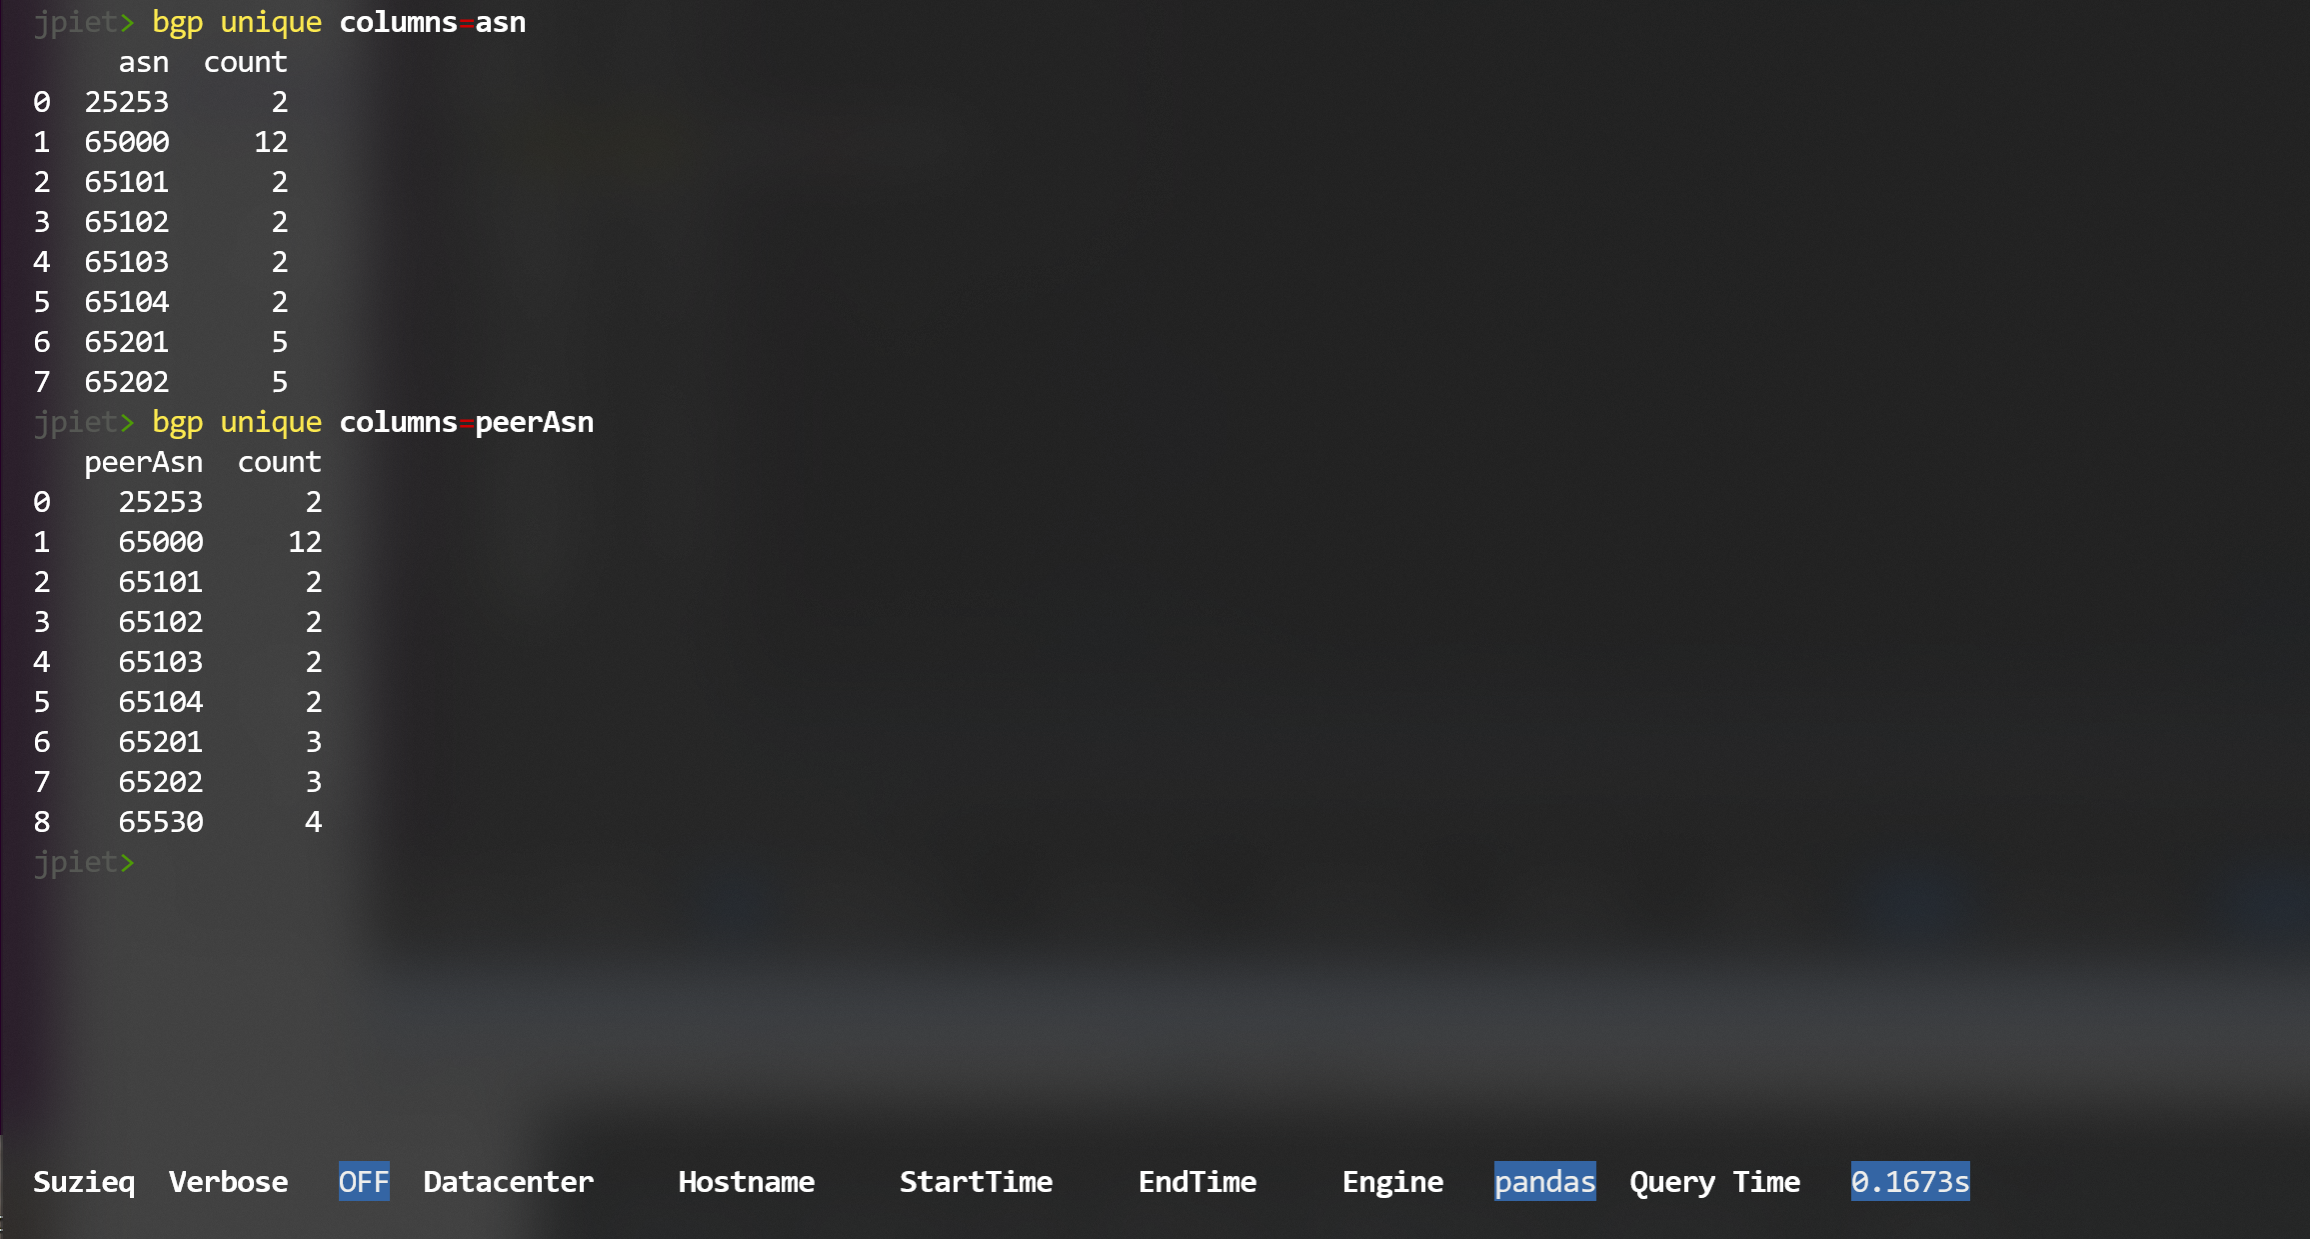 jpiet> bgp unique columns=asn
     asn  count
0  25253      2
1  65000     12
2  65101      2
3  65102      2
4  65103      2
5  65104      2
6  65201      5
7  65202      5
jpiet> bgp unique columns=peerAsn
   peerAsn  count
0    25253      2
1    65000     12
2    65101      2
3    65102      2
4    65103      2
5    65104      2
6    65201      3
7    65202      3
8    65530      4
jpiet>
Suzieq  Verbose   OFF  Datacenter     Hostname     StartTime     EndTime     Engine   pandas  Query Time   0.1673s